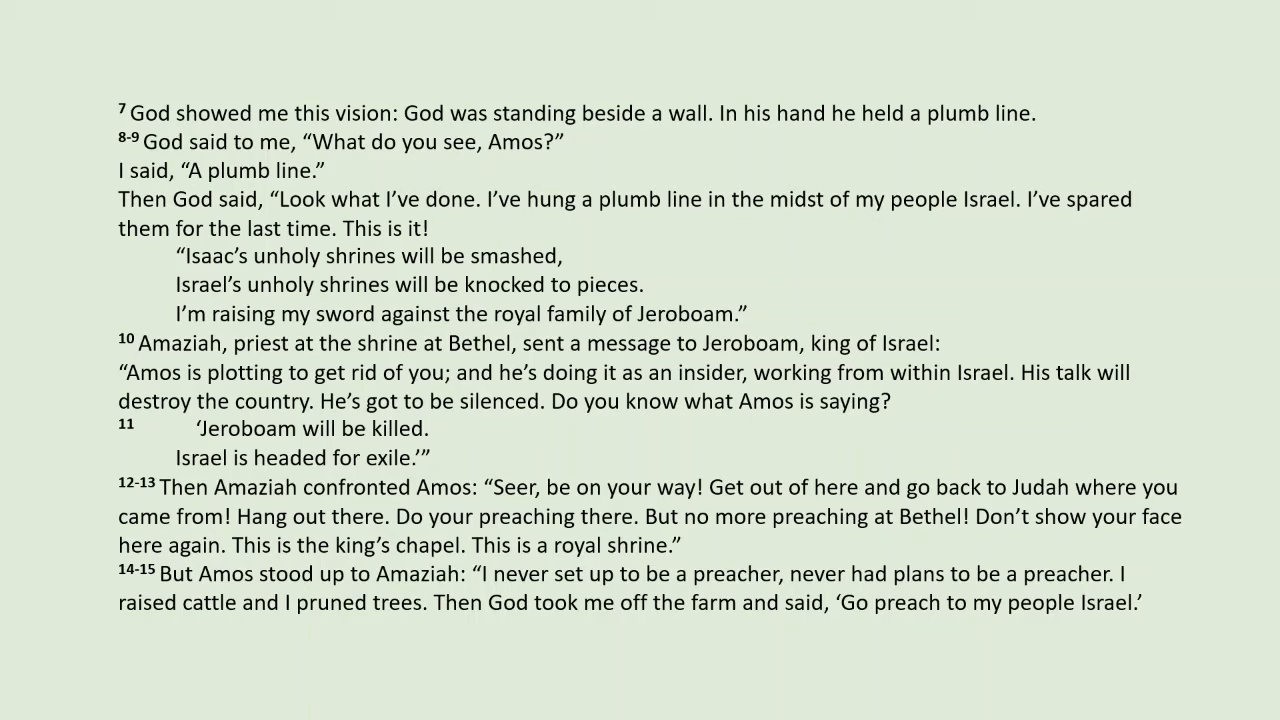 7 God showed me this vision: God was standing beside a wall. In his hand he held a plumb line.
8-9 God said to me, “What do you see, Amos?”
I said, “A plumb line.”
Then God said, “Look what I’ve done. I’ve hung a plumb line in the midst of my people Israel. I’ve spared
them for the last time. This is it!
“Isaac’s unholy shrines will be smashed,
Israel’s unholy shrines will be knocked to pieces.
I’m raising my sword against the royal family of Jeroboam.”
10 Amaziah, priest at the shrine at Bethel, sent a message to Jeroboam, king of Israel:
“Amos is plotting to get rid of you; and he’s doing it as an insider, working from within Israel. His talk will
destroy the country. He’s got to be silenced. Do you know what Amos is saying?
11 ‘Jeroboam will be killed.
Israel is headed for exile.’”
12-13 Then Amaziah confronted Amos: “Seer, be on your way! Get out of here and go back to Judah where you
came from! Hang out there. Do your preaching there. But no more preaching at Bethel! Don’t show your face
here again. This is the king’s chapel. This is a royal shrine.”
14-15 But Amos stood up to Amaziah: “I never set up to be a preacher, never had plans to be a preacher. I
raised cattle and I pruned trees. Then God took me off the farm and said, ‘Go preach to my people Israel.’